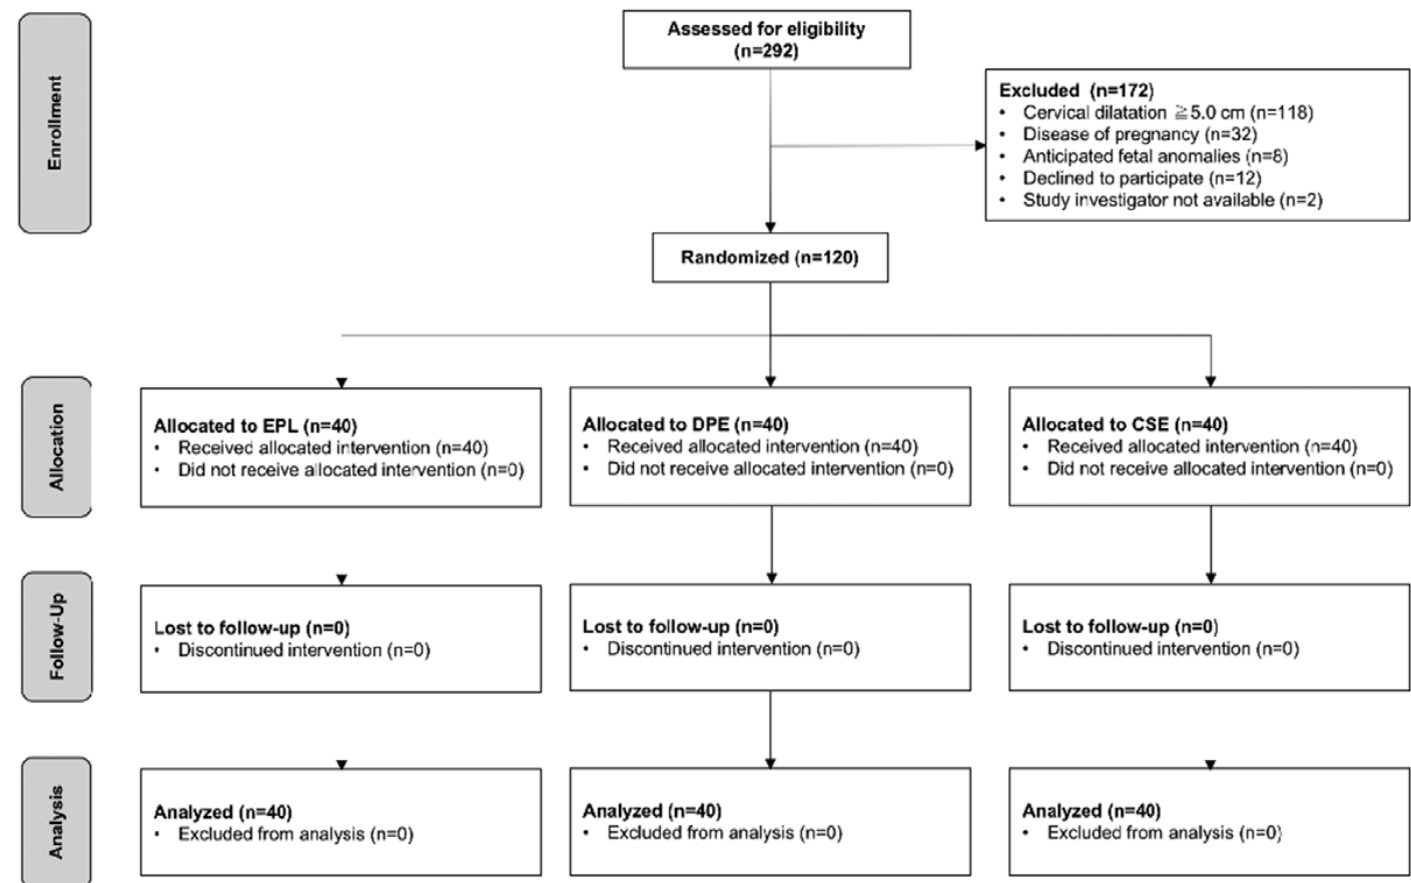 Enrollment
Assessed for eligibility
(n=292)
Excluded (n=172)
• Cervical dilatation ≧5.0 cm (n=118)
• Disease of pregnancy (n=32)
• Anticipated fetal anomalies (n=8)
• Declined to participate (n=12)
• Study investigator not available (n=2)
Randomized (n=120)
Allocation
Allocated to EPL (n=40)
• Received allocated intervention (n=40)
• Did not receive allocated intervention (n=0)
Allocated to DPE (n=40)
• Received allocated intervention (n=40)
• Did not receive allocated intervention (n=0)
Allocated to CSE (n=40)
• Received allocated intervention (n=40)
• Did not receive allocated intervention (n=0)
Follow-Up
Lost to follow-up (n=0)
• Discontinued intervention (n=0)
Lost to follow-up (n=0)
• Discontinued intervention (n=0)
Lost to follow-up (n=0)
• Discontinued intervention (n=0)
Analysis
Analyzed (n=40)
• Excluded from analysis (n=0)
Analyzed (n=40)
• Excluded from analysis (n=0)
Analyzed (n=40)
• Excluded from analysis (n=0)